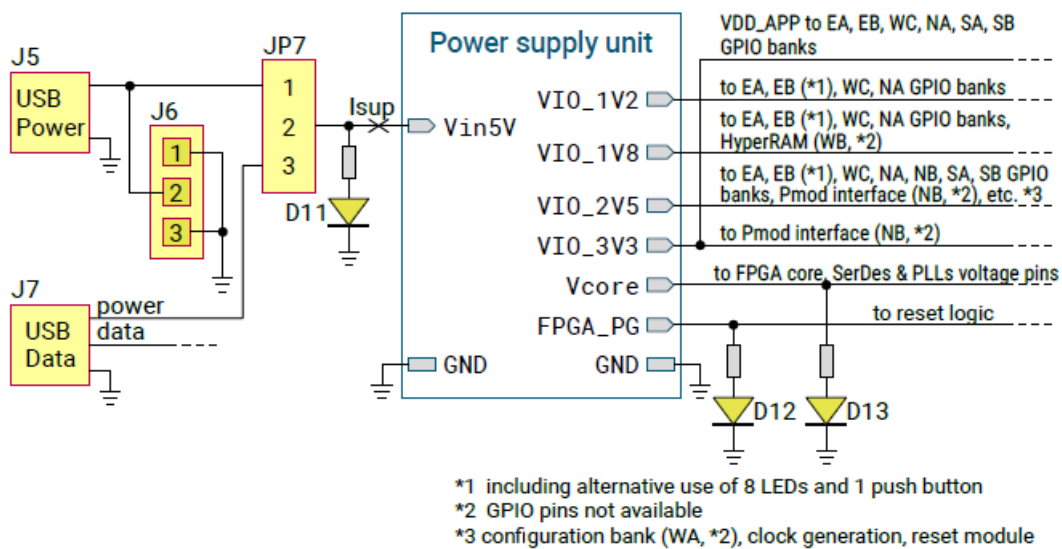 VDD_APP to EA, EB, WC, NA, SA, SB
GPIO banks
Power supply unit
JP7
J5
USB
Power
1
2
3
J6
1
2
3
Isup
Vin5V
D11
VIO_1V2
to EA, EB (*1), WC, NA GPIO banks
to EA, EB (*1), WC, NA GPIO banks,
HyperRAM (WB, *2)
VIO_1V8
to EA, EB (*1), WC, NA, NB, SA, SB GPIO
banks, Pmod interface (NB, *2), etc. *3
VIO_2V5
VIO_3V3
to Pmod interface (NB, *2)
Vcore
to FPGA core, SerDes & PLLs voltage pins
FPGA_PG
to reset logic
J7
USB
Data
power
data
GND
GND
D12
D13
*1 including alternative use of 8 LEDs and 1 push button
*2 GPIO pins not available
*3 configuration bank (WA, *2), clock generation, reset module